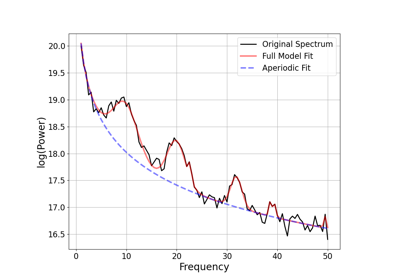 Original Spectrum
Full Model Fit
Aperiodic Fit
log(Power)
20.0
19.5
19.0
18.5
18.0
17.5
17.0
16.5
0 10 20 30 40 50
Frequency